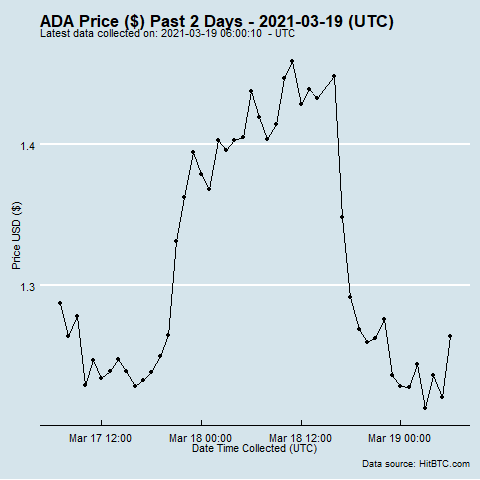 ADA Price ($) Past 2 Days - 2021-03-19 (UTC)
Latest data collected on: 2021-03-19 06:00:10 - UTC
1.4
1.3
Price USD ($)
Mar 17 12:00 Mar 18 00:00 Mar 18 12:00 Mar 19 00:00
Date Time Collected (UTC)
Data source: HitBTC.com